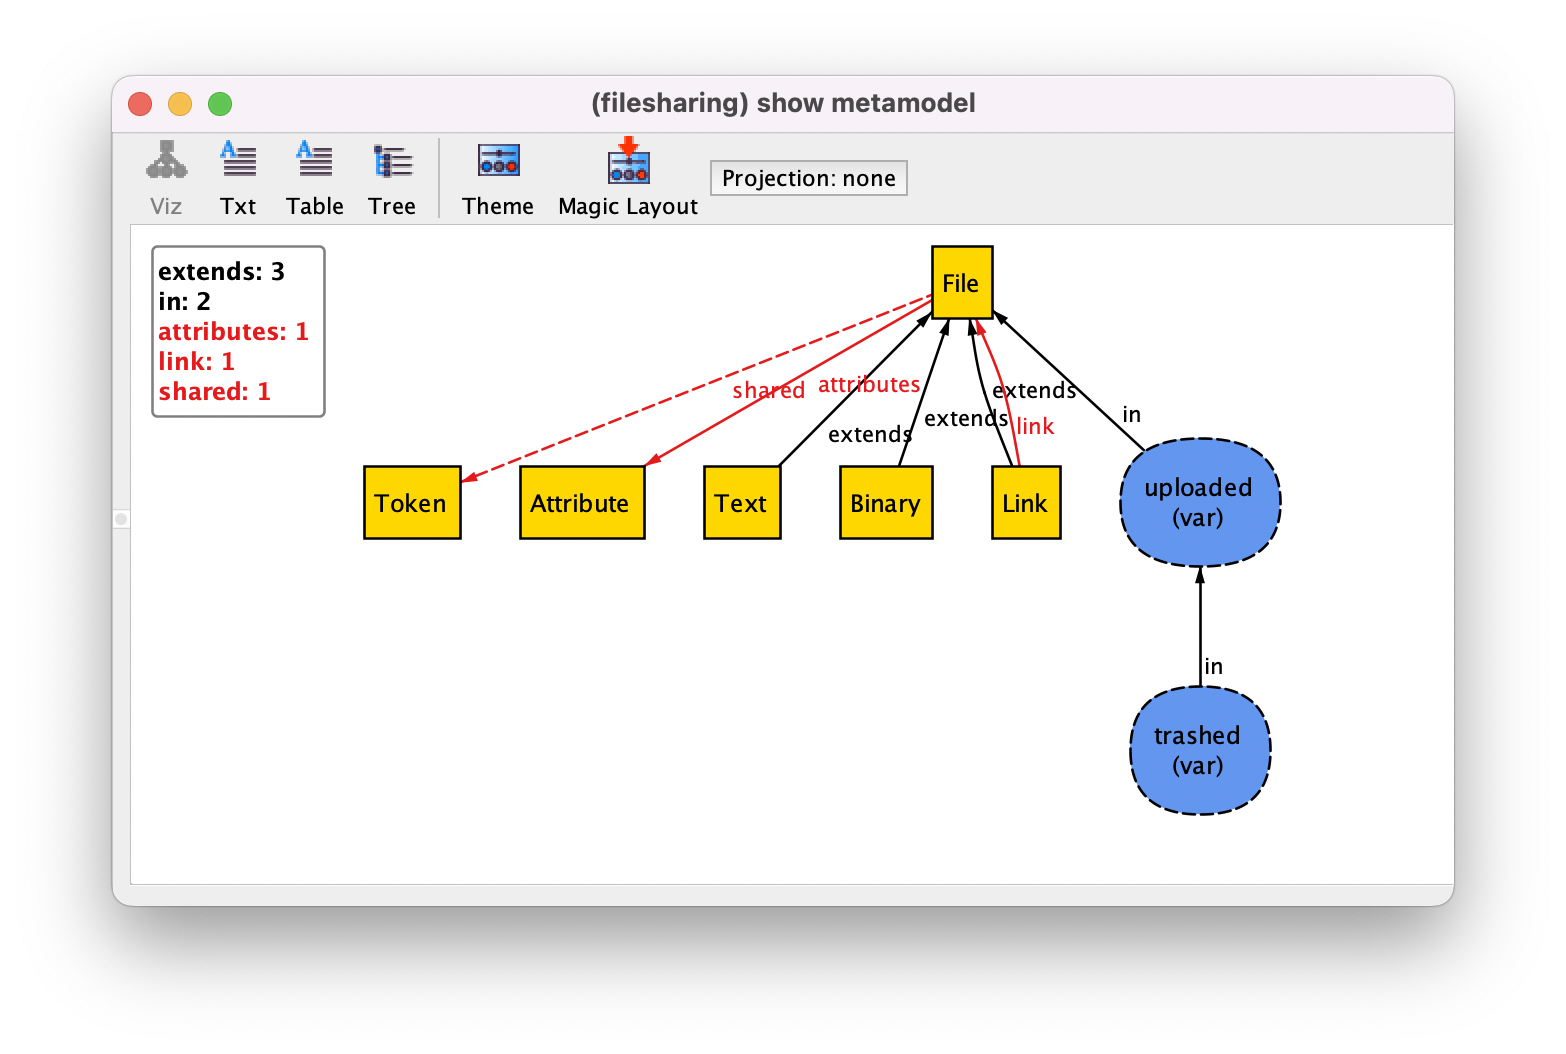 (filesharing) show metamodel
Viz
Txt
Table
Tree
Theme
Magic Layout
Projection: none
extends: 3
in: 2
attributes: 1
link: 1
shared: 1
File
shared
attributes
extends
extends
extends
link
in
Token
Attribute
Text
Binary
Link
uploaded
(var)
in
trashed
(var)